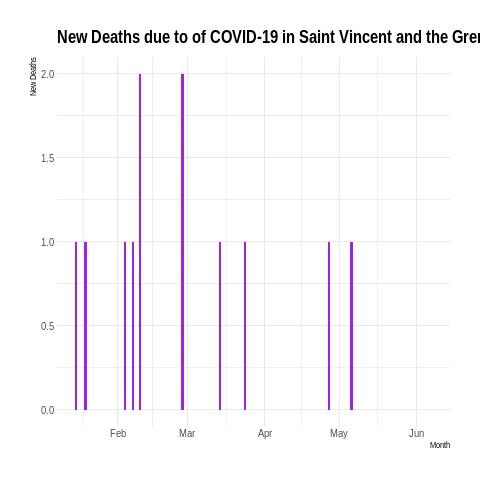 New Deaths due to of COVID-19 in Saint Vincent and the Gren
New Deaths
2.0
1.5
1.0
0.5
0.0
Feb Mar Apr May Jun
Month